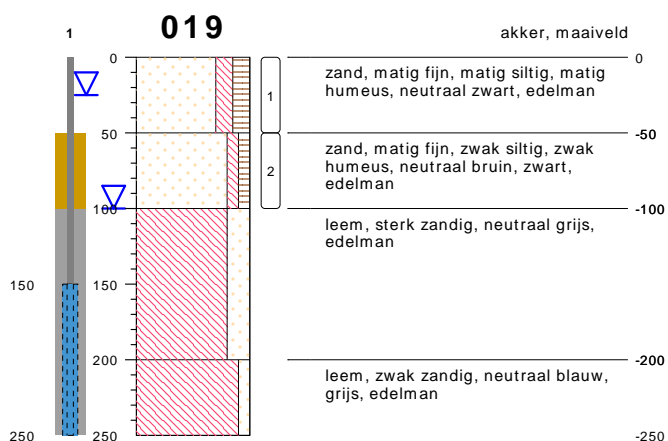 1
019
akker, maaiveld
0
0
zand, matig fijn, matig siltig, matig
humeus, neutraal zwart, edelman
1
50
-50
zand, matig fijn, zwak siltig, zwak
humeus, neutraal bruin, zwart,
edelman
2
100
-100
leem, sterk zandig, neutraal grijs,
edelman
150
150
200
-200
leem, zwak zandig, neutraal blauw,
grijs, edelman
250
250
-250